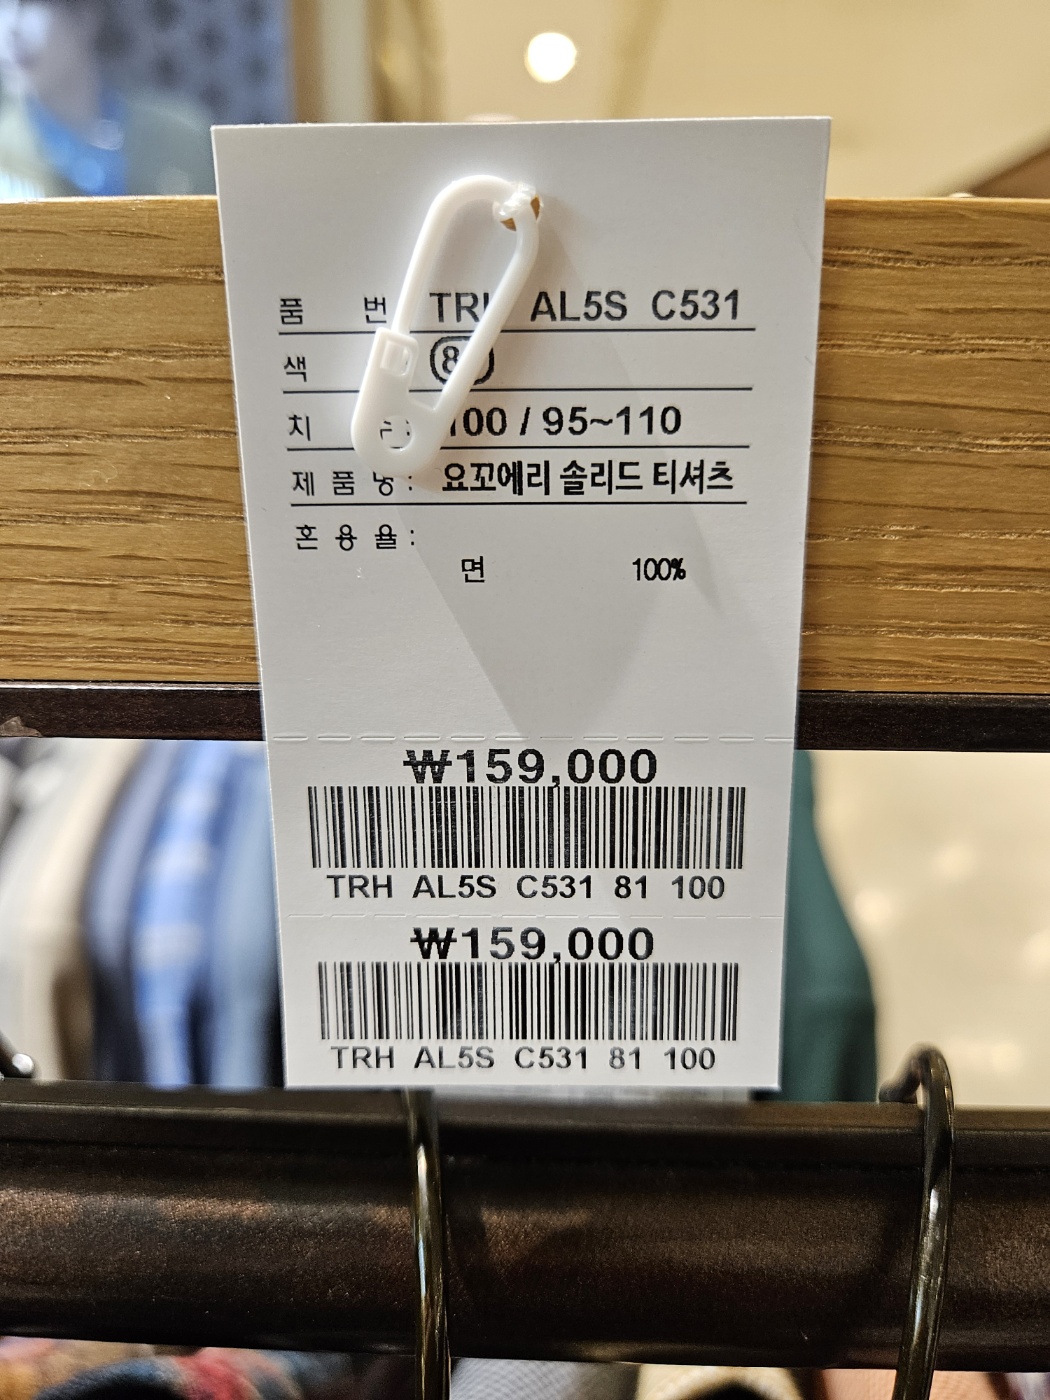 품 번 AL5S C531
색
치 100 / 95~110
제 품 명 : 요꼬에리 솔리드 티셔츠
혼 용 율 :
면 100%
₩159,000
TRH AL5S C531 81 100
₩159,000
TRH AL5S C531 81 100